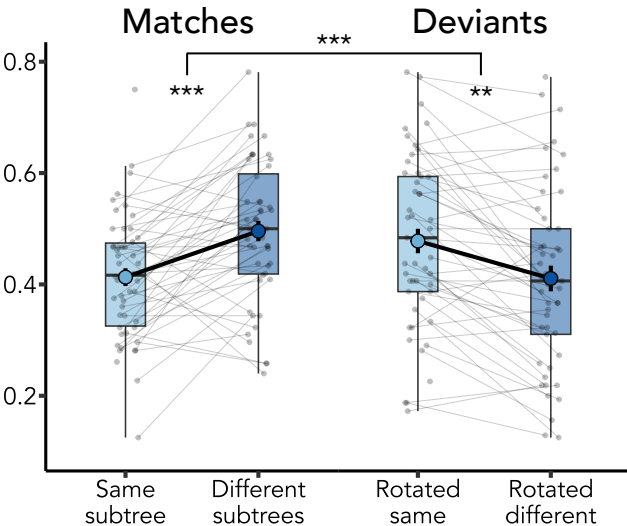 Matches Deviants
***
*** **
0.8
0.6
0.4
0.2
Same Different Rotated Rotated
subtree subtrees same different